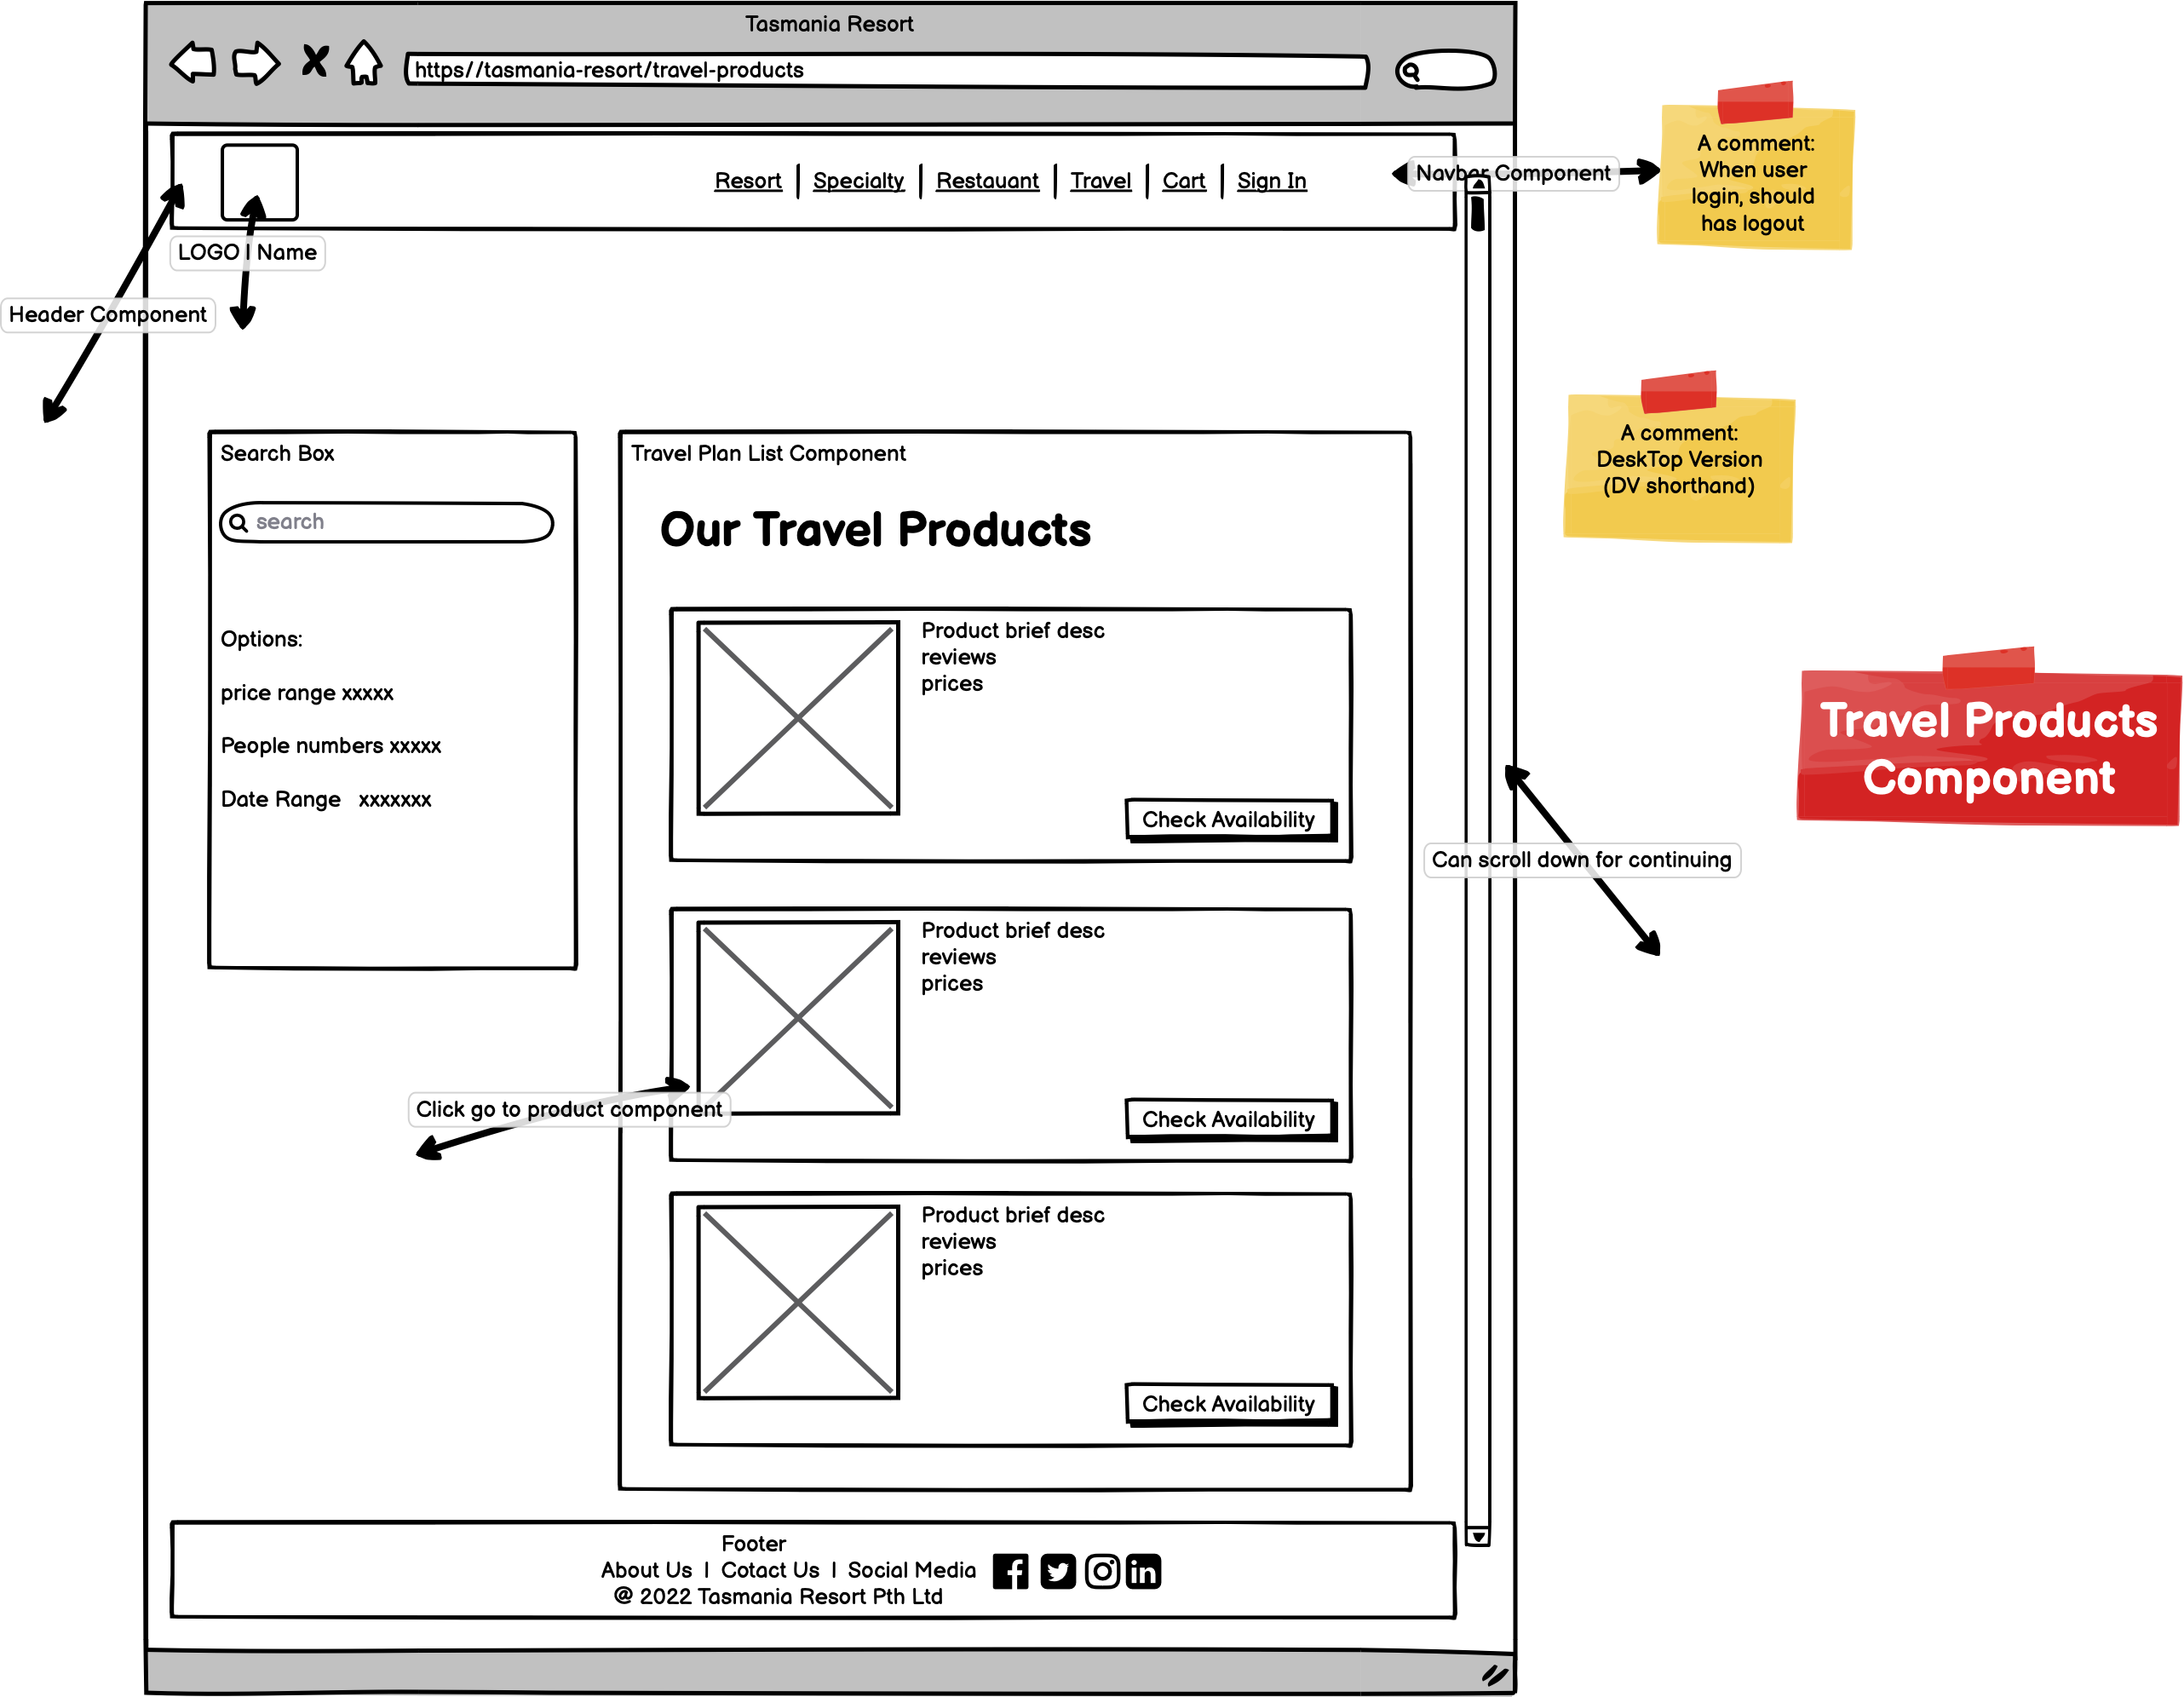 Tasmania Resort
https//tasmania-resort/travel-products
Resort | Specialty | Restauant | Travel | Cart | Sign In
Navbar Component
A comment:
When user
login, should
has logout
LOGO | Name
Header Component
A comment:
DeskTop Version
(DV shorthand)
Search Box
search
Options:
price range xxxxx
People numbers xxxxx
Date Range xxxxxxx
Travel Plan List Component
Our Travel Products
Product brief desc
reviews
prices
Check Availability
Travel Products
Component
Can scroll down for continuing
Product brief desc
reviews
prices
Check Availability
Click go to product component
Product brief desc
reviews
prices
Check Availability
Footer
About Us | Cotact Us | Social Media
@ 2022 Tasmania Resort Pth Ltd